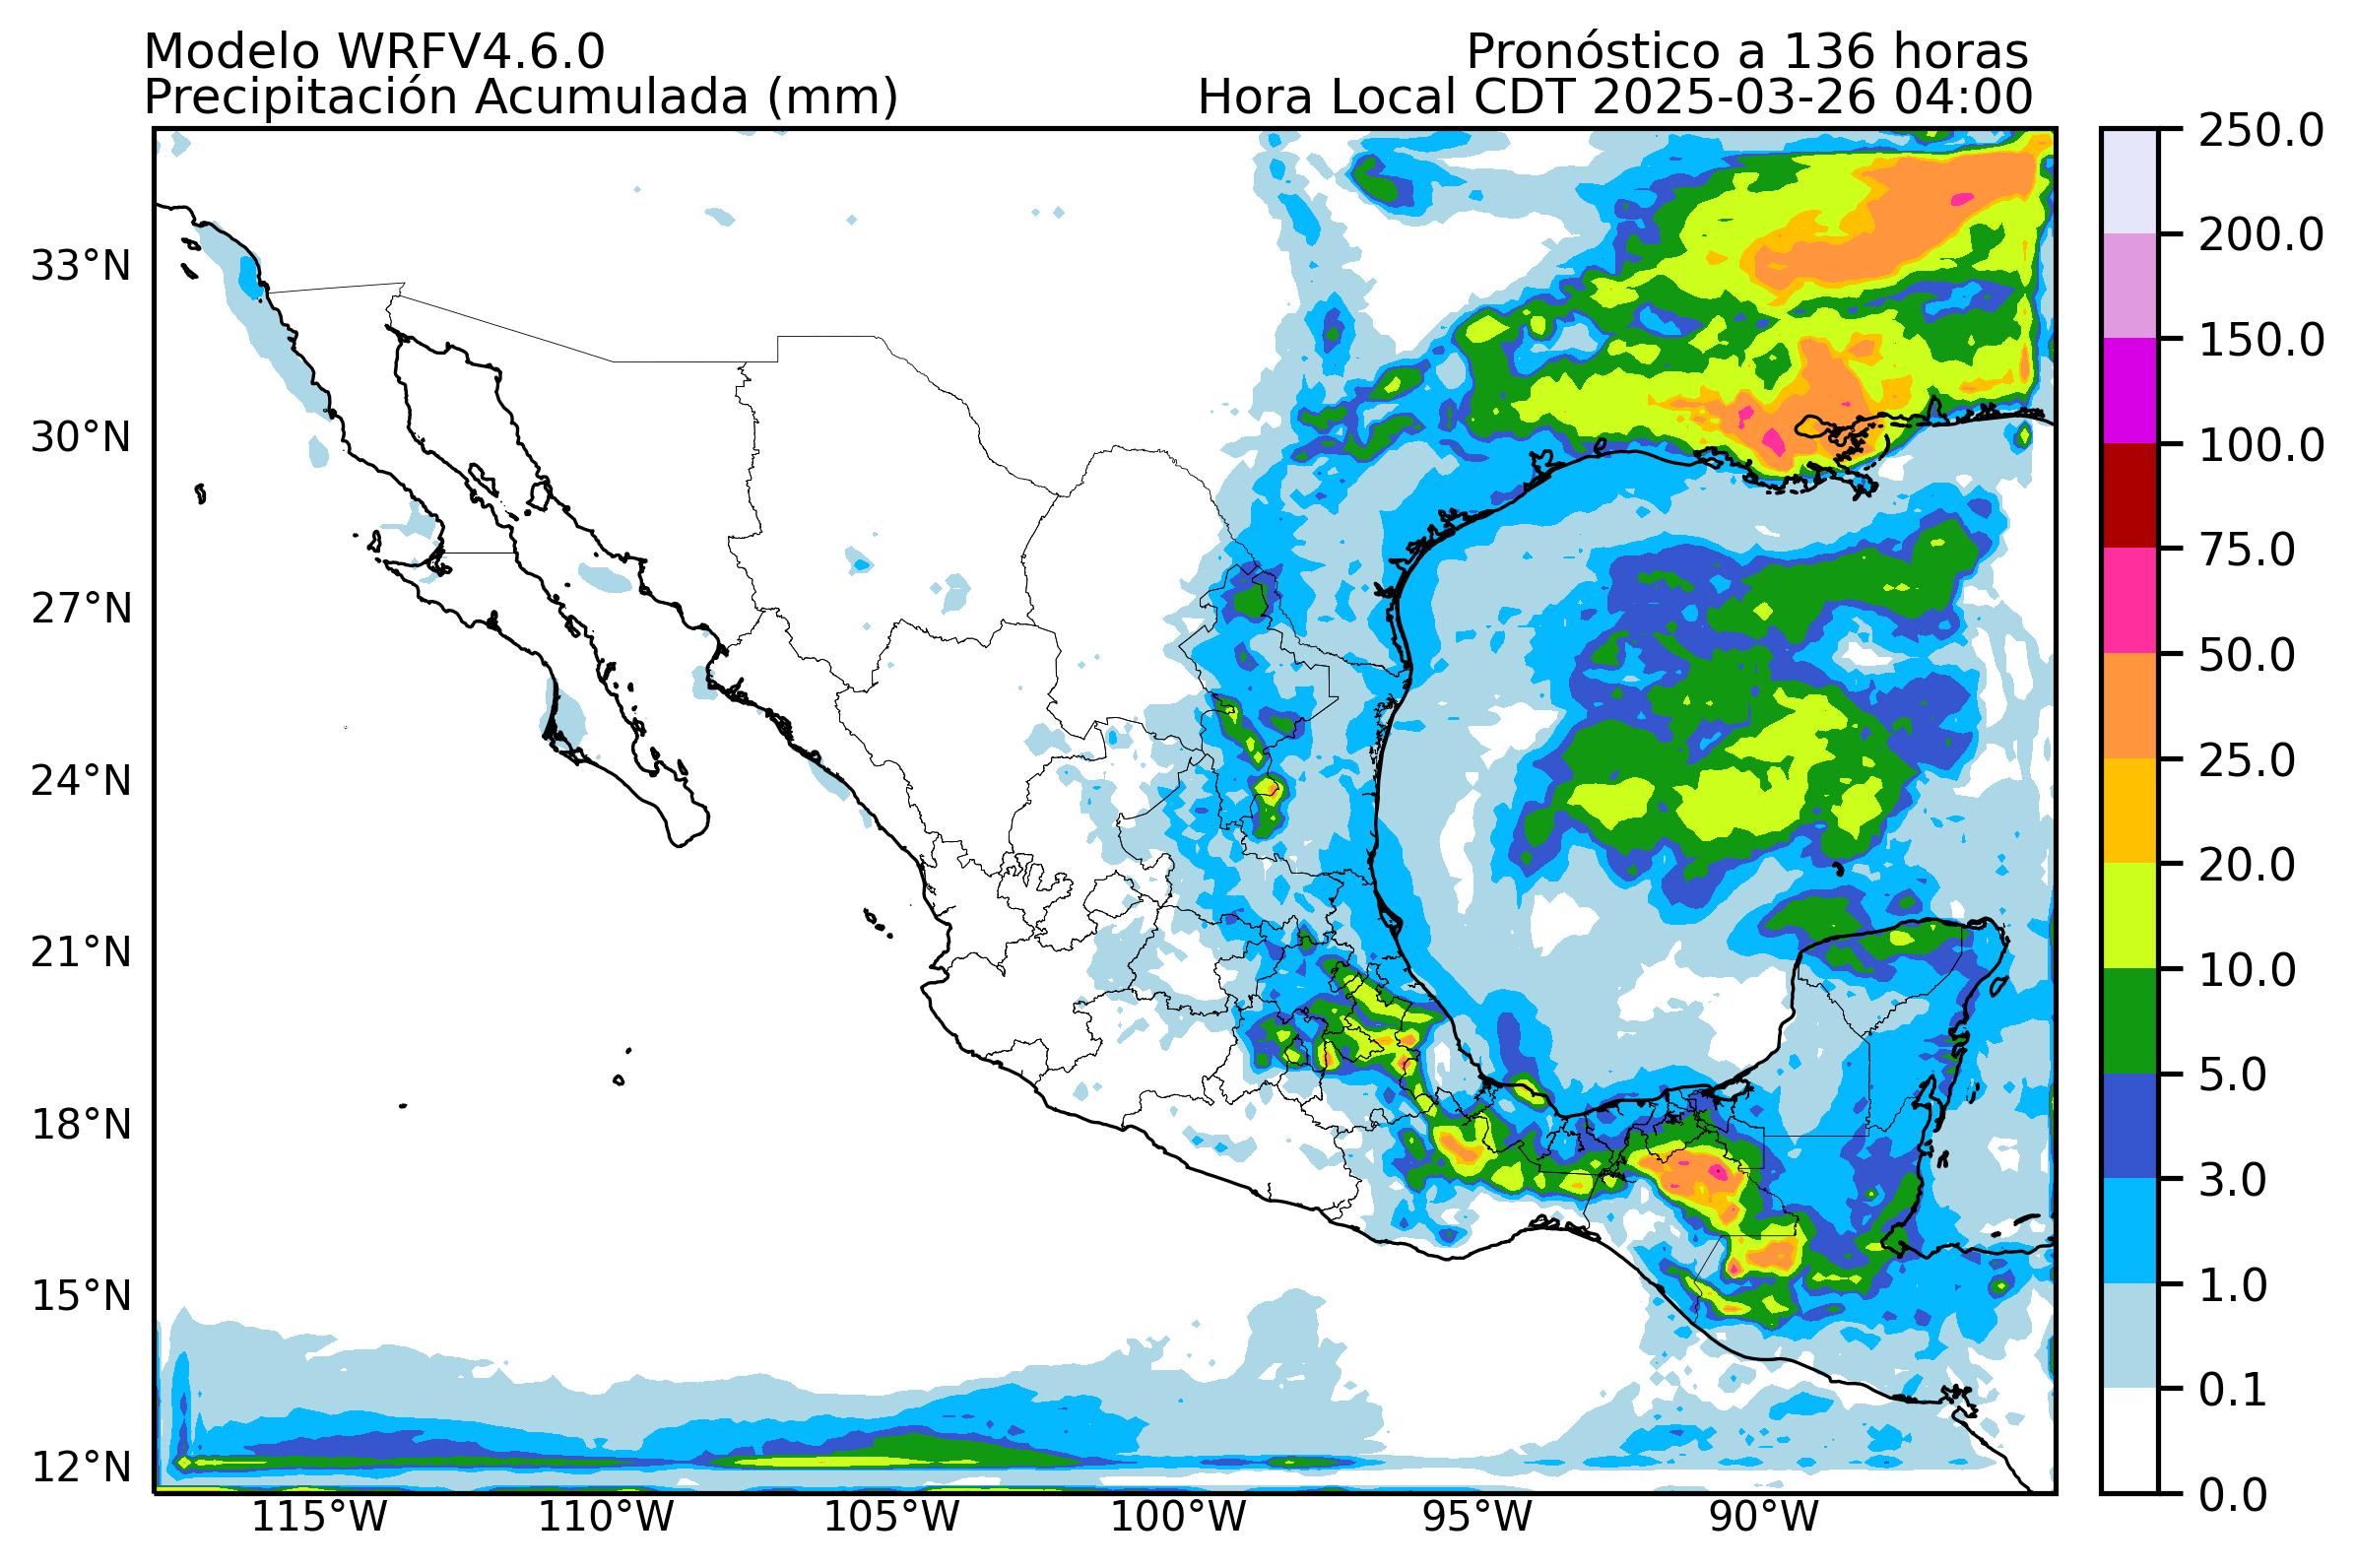 Modelo WRFV4.6.0
Pronóstico a 136 horas
Precipitación Acumulada (mm)
Hora Local CDT 2025-03-26 04:00
33°N
30°N
27°N
24°N
21°N
18°N
15°N
12°N
115°W
110°W
105°W
100°W
95°W
90°W
250.0
200.0
150.0
100.0
75.0
50.0
25.0
20.0
10.0
5.0
3.0
1.0
0.1
0.0